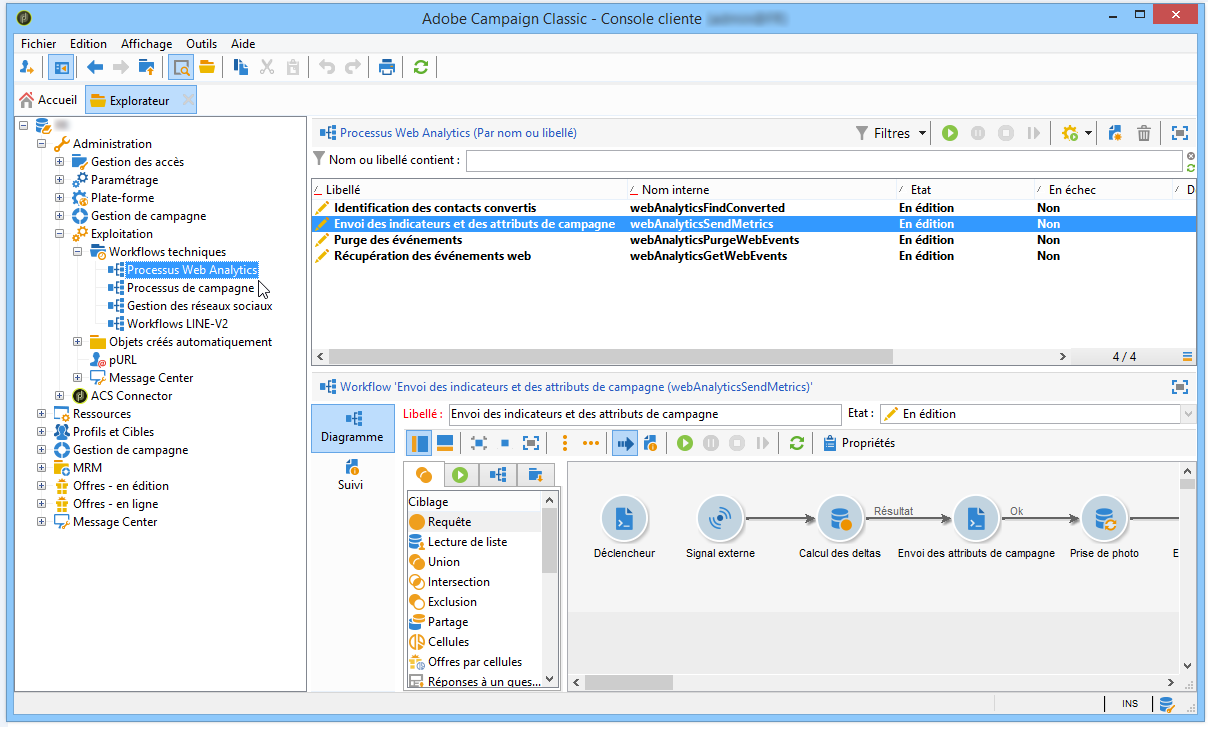 Adobe Campaign Classic - Console cliente
Fichier Edition Affichage Outils Aide
Accueil Explorateur
Administration
Gestion des accès
Paramétrage
Plate-forme
Gestion de campagne
Exploitation
Workflows techniques
Processus Web Analytics
Processus de campagne
Gestion des réseaux sociaux
Workflows LINE-V2
Objets créés automatiquement
pURL
Message Center
ACS Connector
Ressources
Profils et Cibles
Gestion de campagne
MRM
Offres - en édition
Offres - en ligne
Message Center
Processus Web Analytics (Par nom ou libellé) Filtres
Nom ou libellé contient :
Libellé Nom interne Etat En échec D
Identification des contacts convertis webAnalyticsFindConverted En édition Non
Envoi des indicateurs et des attributs de campagne webAnalyticsSendMetrics En édition Non
Purge des événements webAnalyticsPurgeWebEvents En édition Non
Récupération des événements web webAnalyticsGetWebEvents En édition Non
4 / 4
Workflow 'Envoi des indicateurs et des attributs de campagne (webAnalyticsSendMetrics)'
Diagramme
Suivi
Libellé : Envoi des indicateurs et des attributs de campagne Etat : En édition
Propriétés
Ciblage
Requête
Lecture de liste
Union
Intersection
Exclusion
Partage
Cellules
Offres par cellules
Réponses à un ques...
Résultat Ok
Déclencheur Signal externe Calcul des deltas Envoi des attributs de campagne Prise de photo E
INS